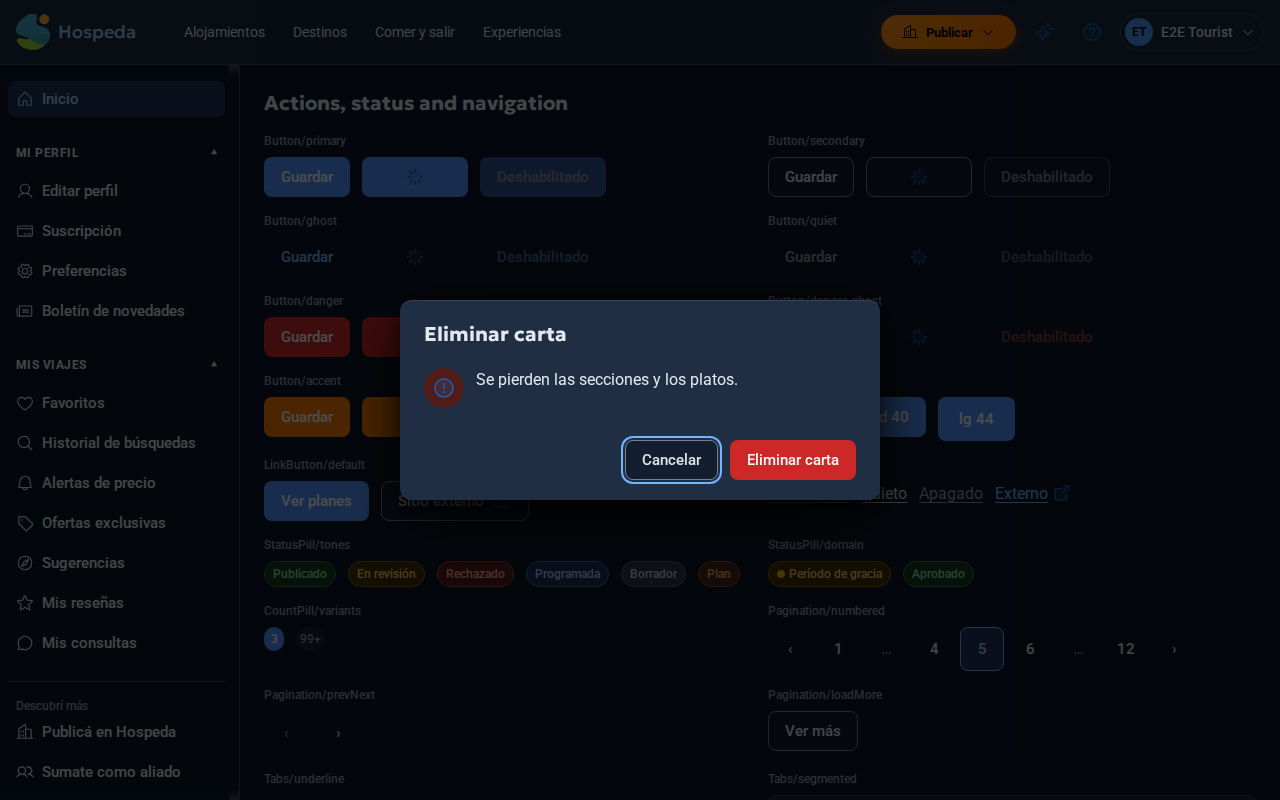 Hospeda
Alojamientos
Destinos
Comer y salir
Experiencias
Publicar
ET
E2E Tourist
Inicio
MI PERFIL
Editar perfil
Suscripción
Preferencias
Boletín de novedades
MIS VIAJES
Favoritos
Historial de búsquedas
Alertas de precio
Ofertas exclusivas
Sugerencias
Mis reseñas
Mis consultas
Descubrí más
Publicá en Hospeda
Sumate como aliado
Actions, status and navigation
Button/primary
Guardar
Deshabilitado
Button/secondary
Guardar
Deshabilitado
Button/ghost
Guardar
Deshabilitado
Button/quiet
Guardar
Deshabilitado
Button/danger
Guardar
Deshabilitado
Button/accent
Guardar
40
lg 44
Eliminar carta
Se pierden las secciones y los platos.
Cancelar
Eliminar carta
LinkButton/default
Ver planes
Sitio externo
Apagado
Externo
StatusPill/tones
Publicado
En revisión
Rechazado
Programada
Borrador
Plan
StatusPill/domain
Período de gracia
Aprobado
CountPill/variants
3
99+
Pagination/numbered
‹ 1 … 4 5 6 … 12 ›
Pagination/prevNext
‹ ›
Pagination/loadMore
Ver más
Tabs/underline
Tabs/segmented